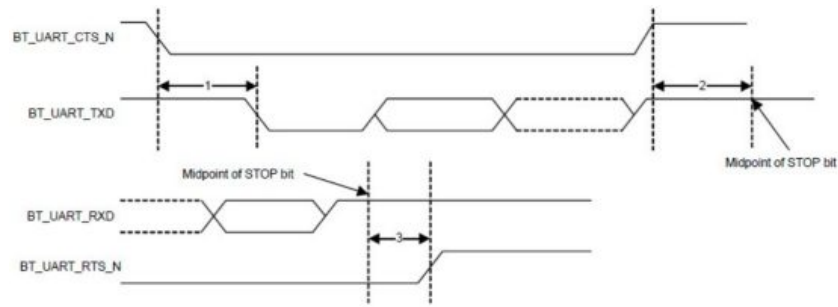 BT_UART_CTS_N
1
2
BT_UART_TXD
Midpoint of STOP bit
Midpoint of STOP bit
BT_UART_RXD
3
BT_UART_RTS_N